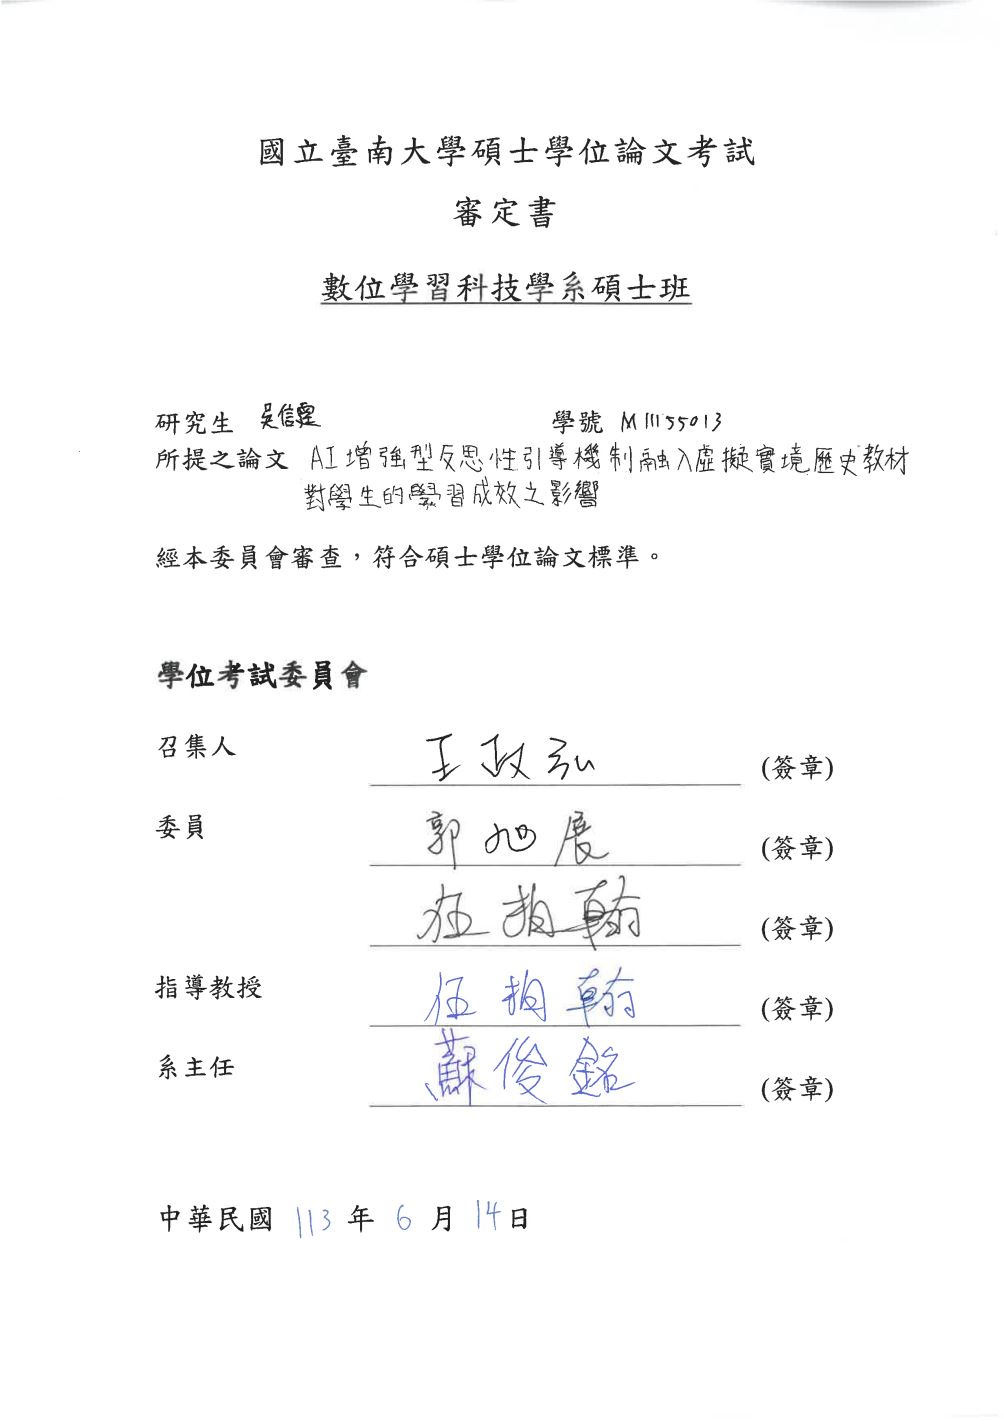 國立臺南大學碩士學位論文考試
審定書
數位學習科技學系碩士班
研究生 吳信霆 學號 M11155013
所提之論文 AI增強型反思性引導機制融入虛擬實境歷史教材
對學生的學習成效之影響
經本委員會審查，符合碩士學位論文標準。
學位考試委員會
召集人 王政弘 (簽章)
委員 郭旭展 (簽章)
伍柏翰 (簽章)
指導教授 伍柏翰 (簽章)
系主任 蘇俊銘 (簽章)
中華民國 113 年 6 月 14 日